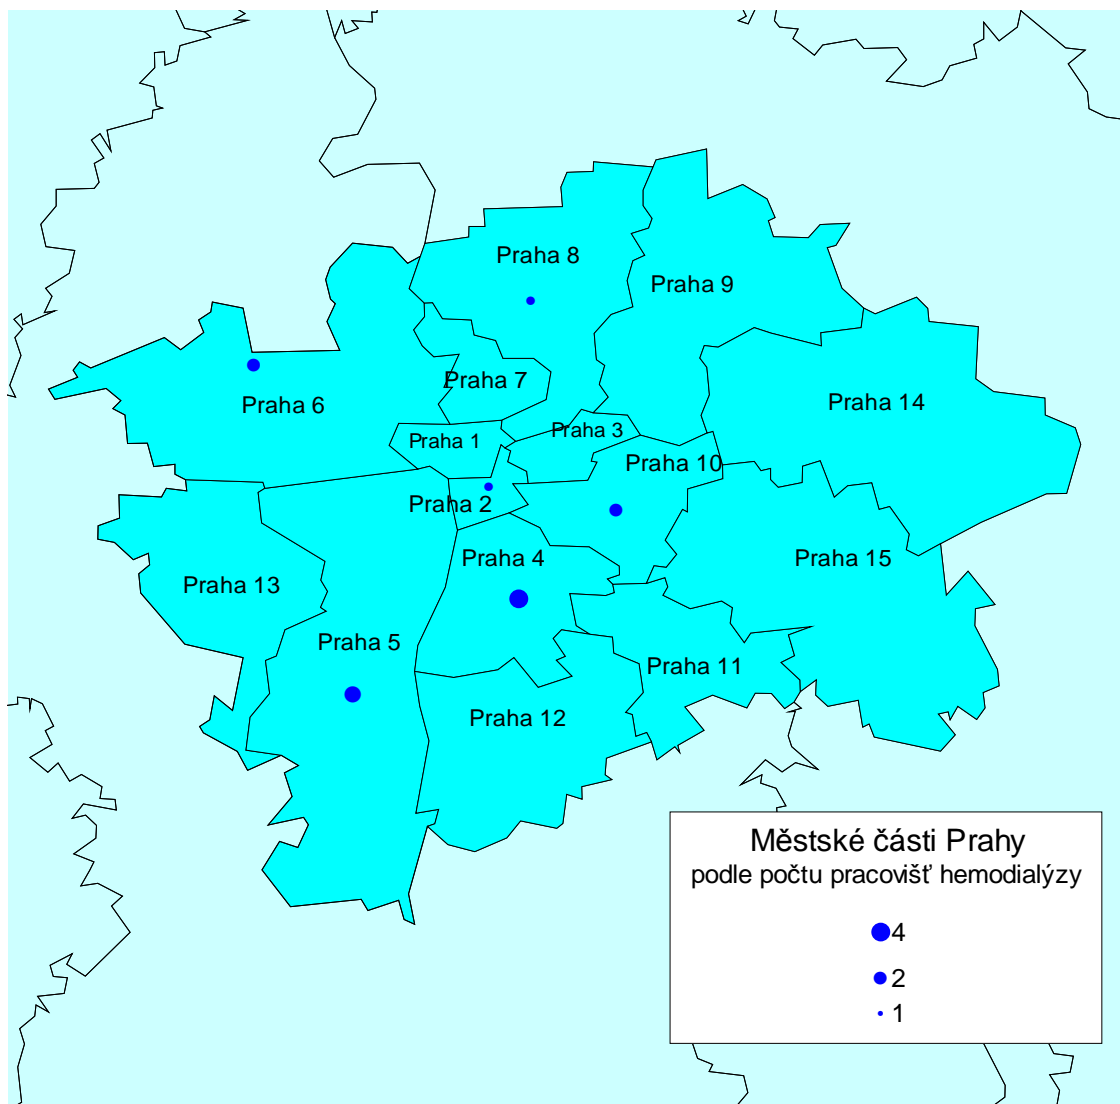 Praha 8
Praha 9
Praha 7
Praha 6
Praha 14
Praha 1
Praha 3
Praha 10
Praha 2
Praha 4
Praha 15
Praha 13
Praha 5
Praha 11
Praha 12
Městské části Prahy
podle počtu pracovišť hemodialýzy
4
2
1